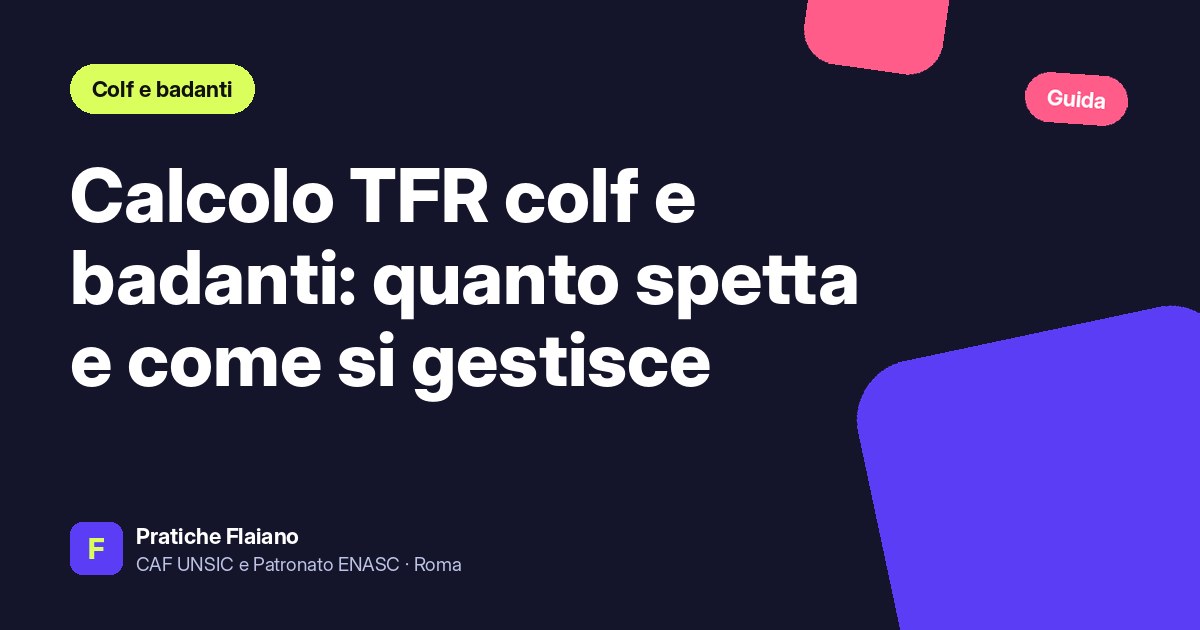 Colf e badanti
Guida
Calcolo TFR colf e
badanti: quanto spetta
e come si gestisce
F
Pratiche Flaiano
CAF UNSIC e Patronato ENASC · Roma